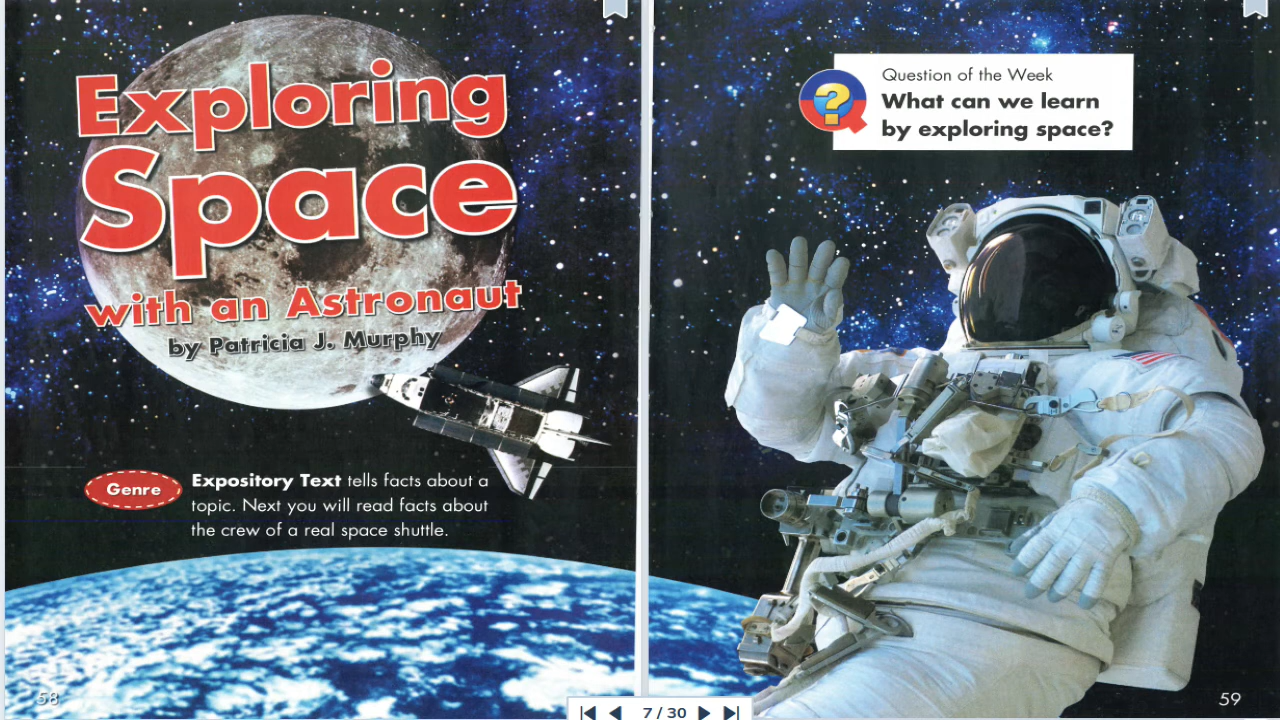 Exploring
Space
with an Astronaut
by Patricia J. Murphy
Genre
Expository Text tells facts about a
topic. Next you will read facts about
the crew of a real space shuttle.
58
?
Question of the Week
What can we learn
by exploring space?
59
7 / 30